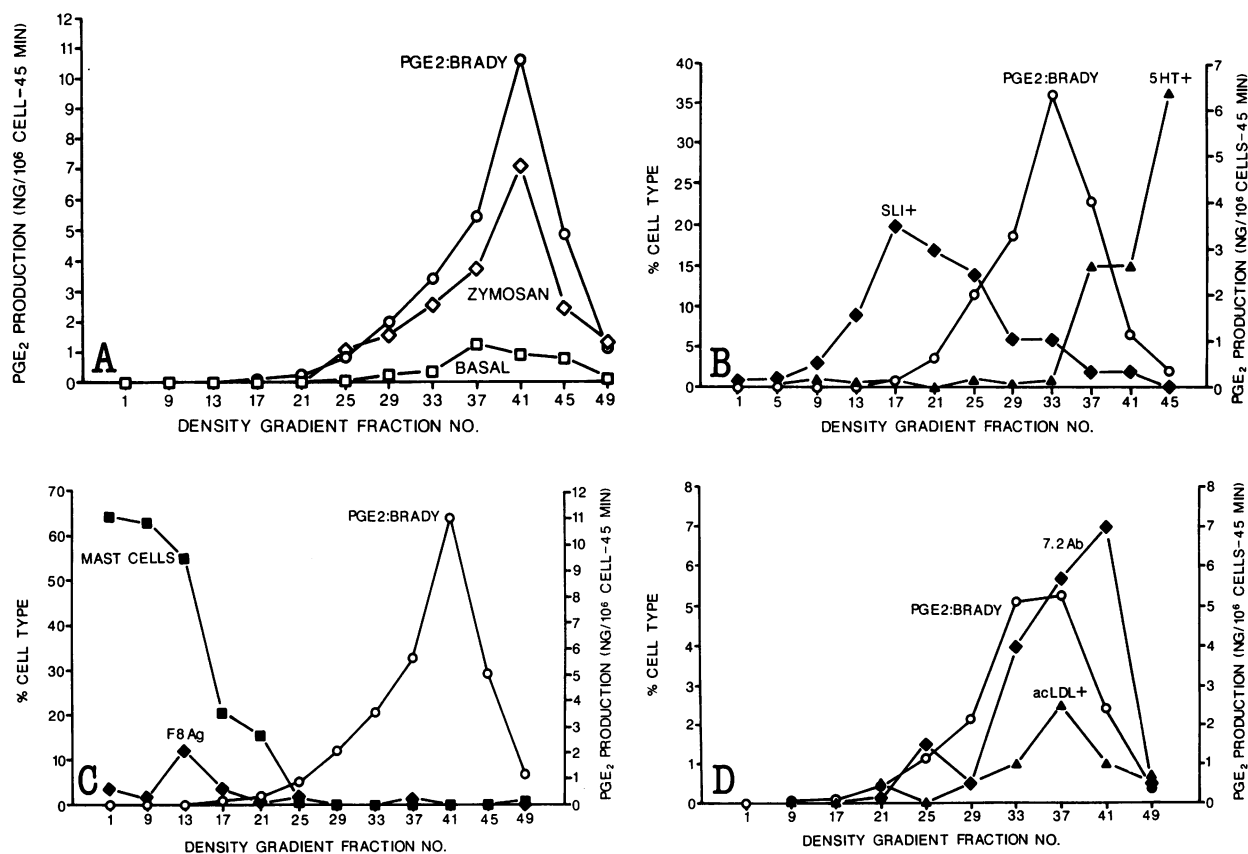 A
PGE2 PRODUCTION (NG/10⁶ CELL-45 MIN)
12
11
10
9
8
7
6
5
4
3
2
1
0
PGE2:BRADY
ZYMOSAN
BASAL
1 9 13 17 21 25 29 33 37 41 45 49
DENSITY GRADIENT FRACTION NO.
B
% CELL TYPE
40
35
30
25
20
15
10
5
0
SLI+
PGE2:BRADY
5HT+
7
6
5
4
3
2
1
0
PGE2 PRODUCTION (NG/10⁶ CELLS-45 MIN)
1 5 9 13 17 21 25 29 33 37 41 45
DENSITY GRADIENT FRACTION NO.
C
% CELL TYPE
70
60
50
40
30
20
10
0
MAST CELLS
F8Ag
PGE2:BRADY
12
11
10
9
8
7
6
5
4
3
2
1
0
PGE2 PRODUCTION (NG/10⁶ CELL-45 MIN)
1 9 13 17 21 25 29 33 37 41 45 49
DENSITY GRADIENT FRACTION NO.
D
% CELL TYPE
8
7
6
5
4
3
2
1
0
7.2Ab
PGE2:BRADY
acLDL+
8
7
6
5
4
3
2
1
0
PGE2 PRODUCTION (NG/10⁶ CELLS-45 MIN)
1 9 17 21 25 29 33 37 41 49
DENSITY GRADIENT FRACTION NO.